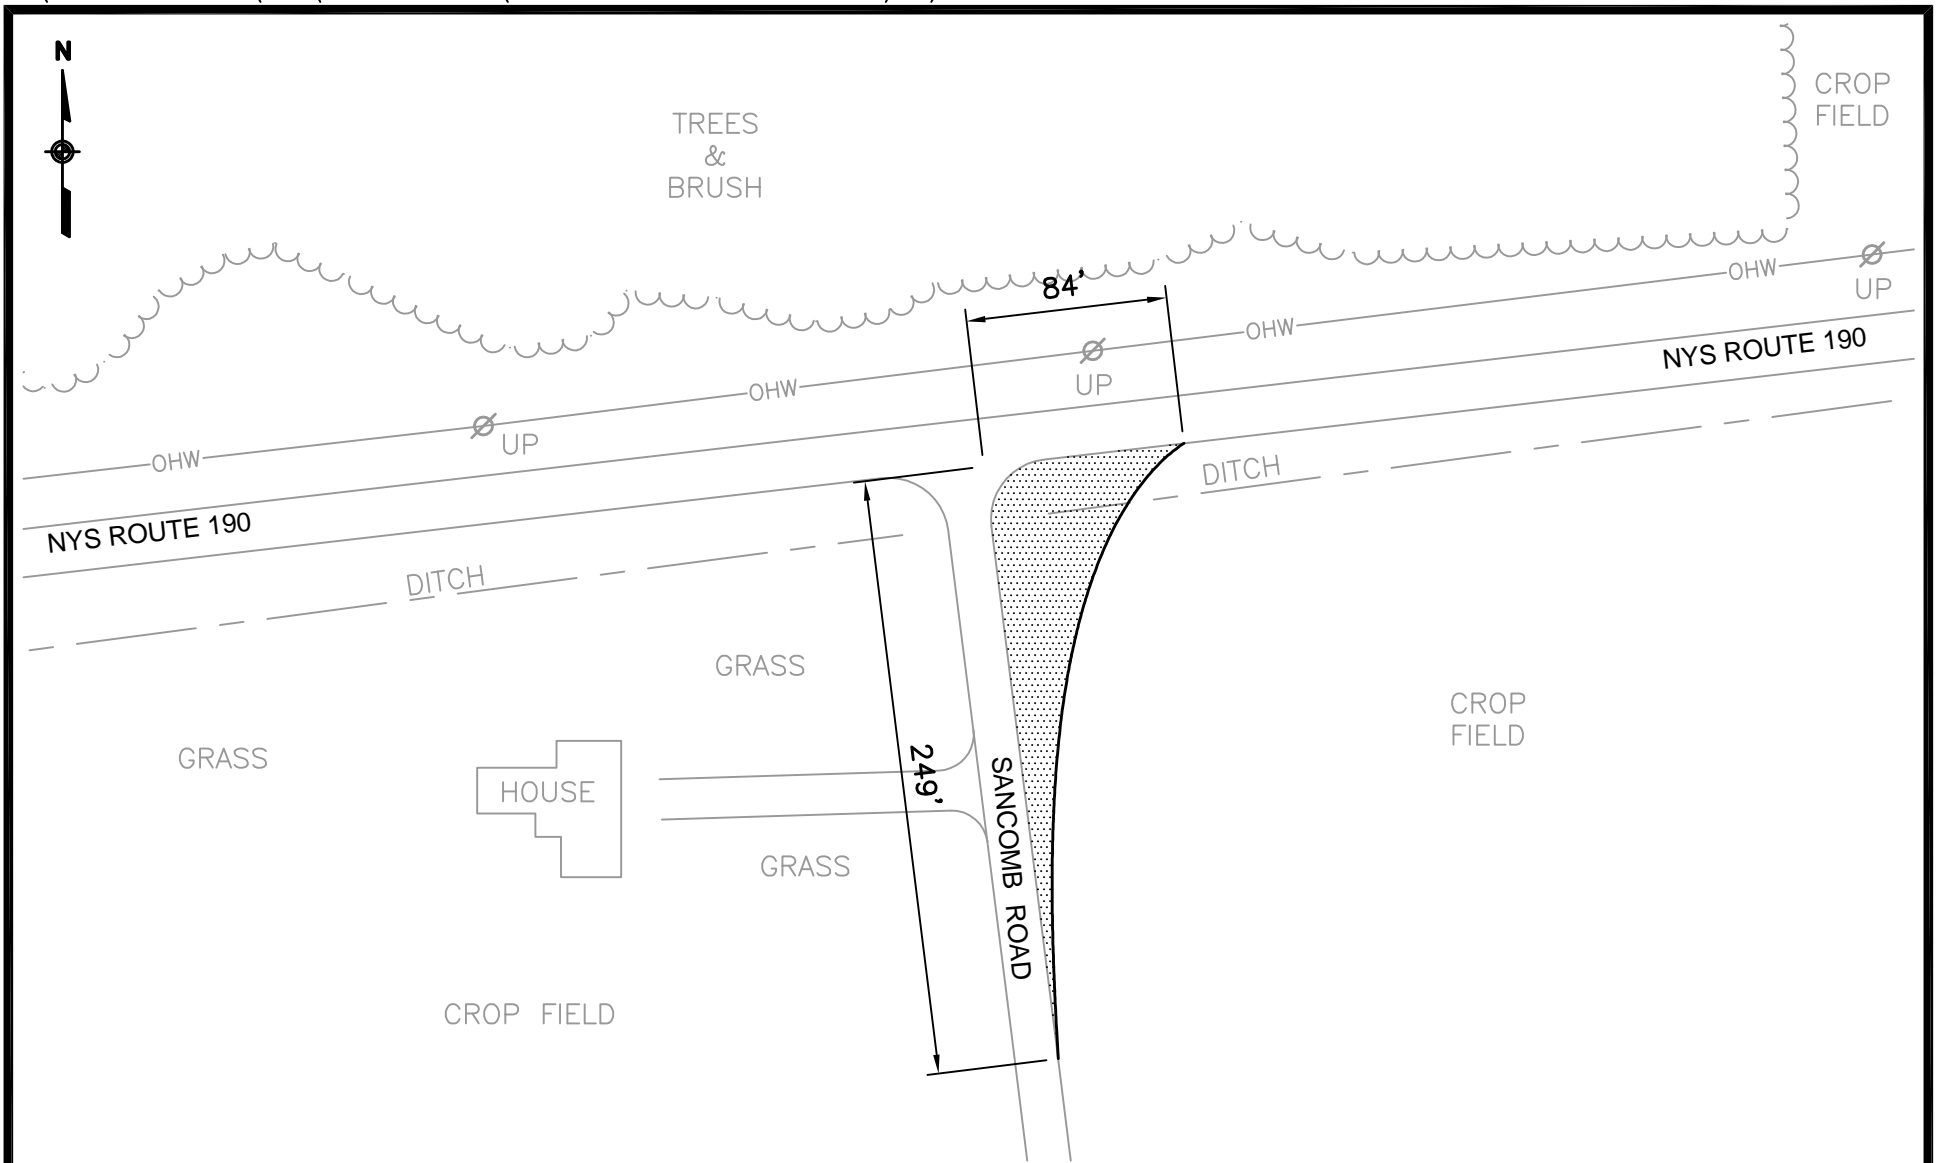 N
TREES
&
BRUSH
CROP
FIELD
84'
OHW
UP
OHW
NYS ROUTE 190
UP
OHW
UP
OHW
DITCH
NYS ROUTE 190
DITCH
GRASS
CROP
FIELD
GRASS
HOUSE
249'
SANCOMB ROAD
GRASS
CROP FIELD